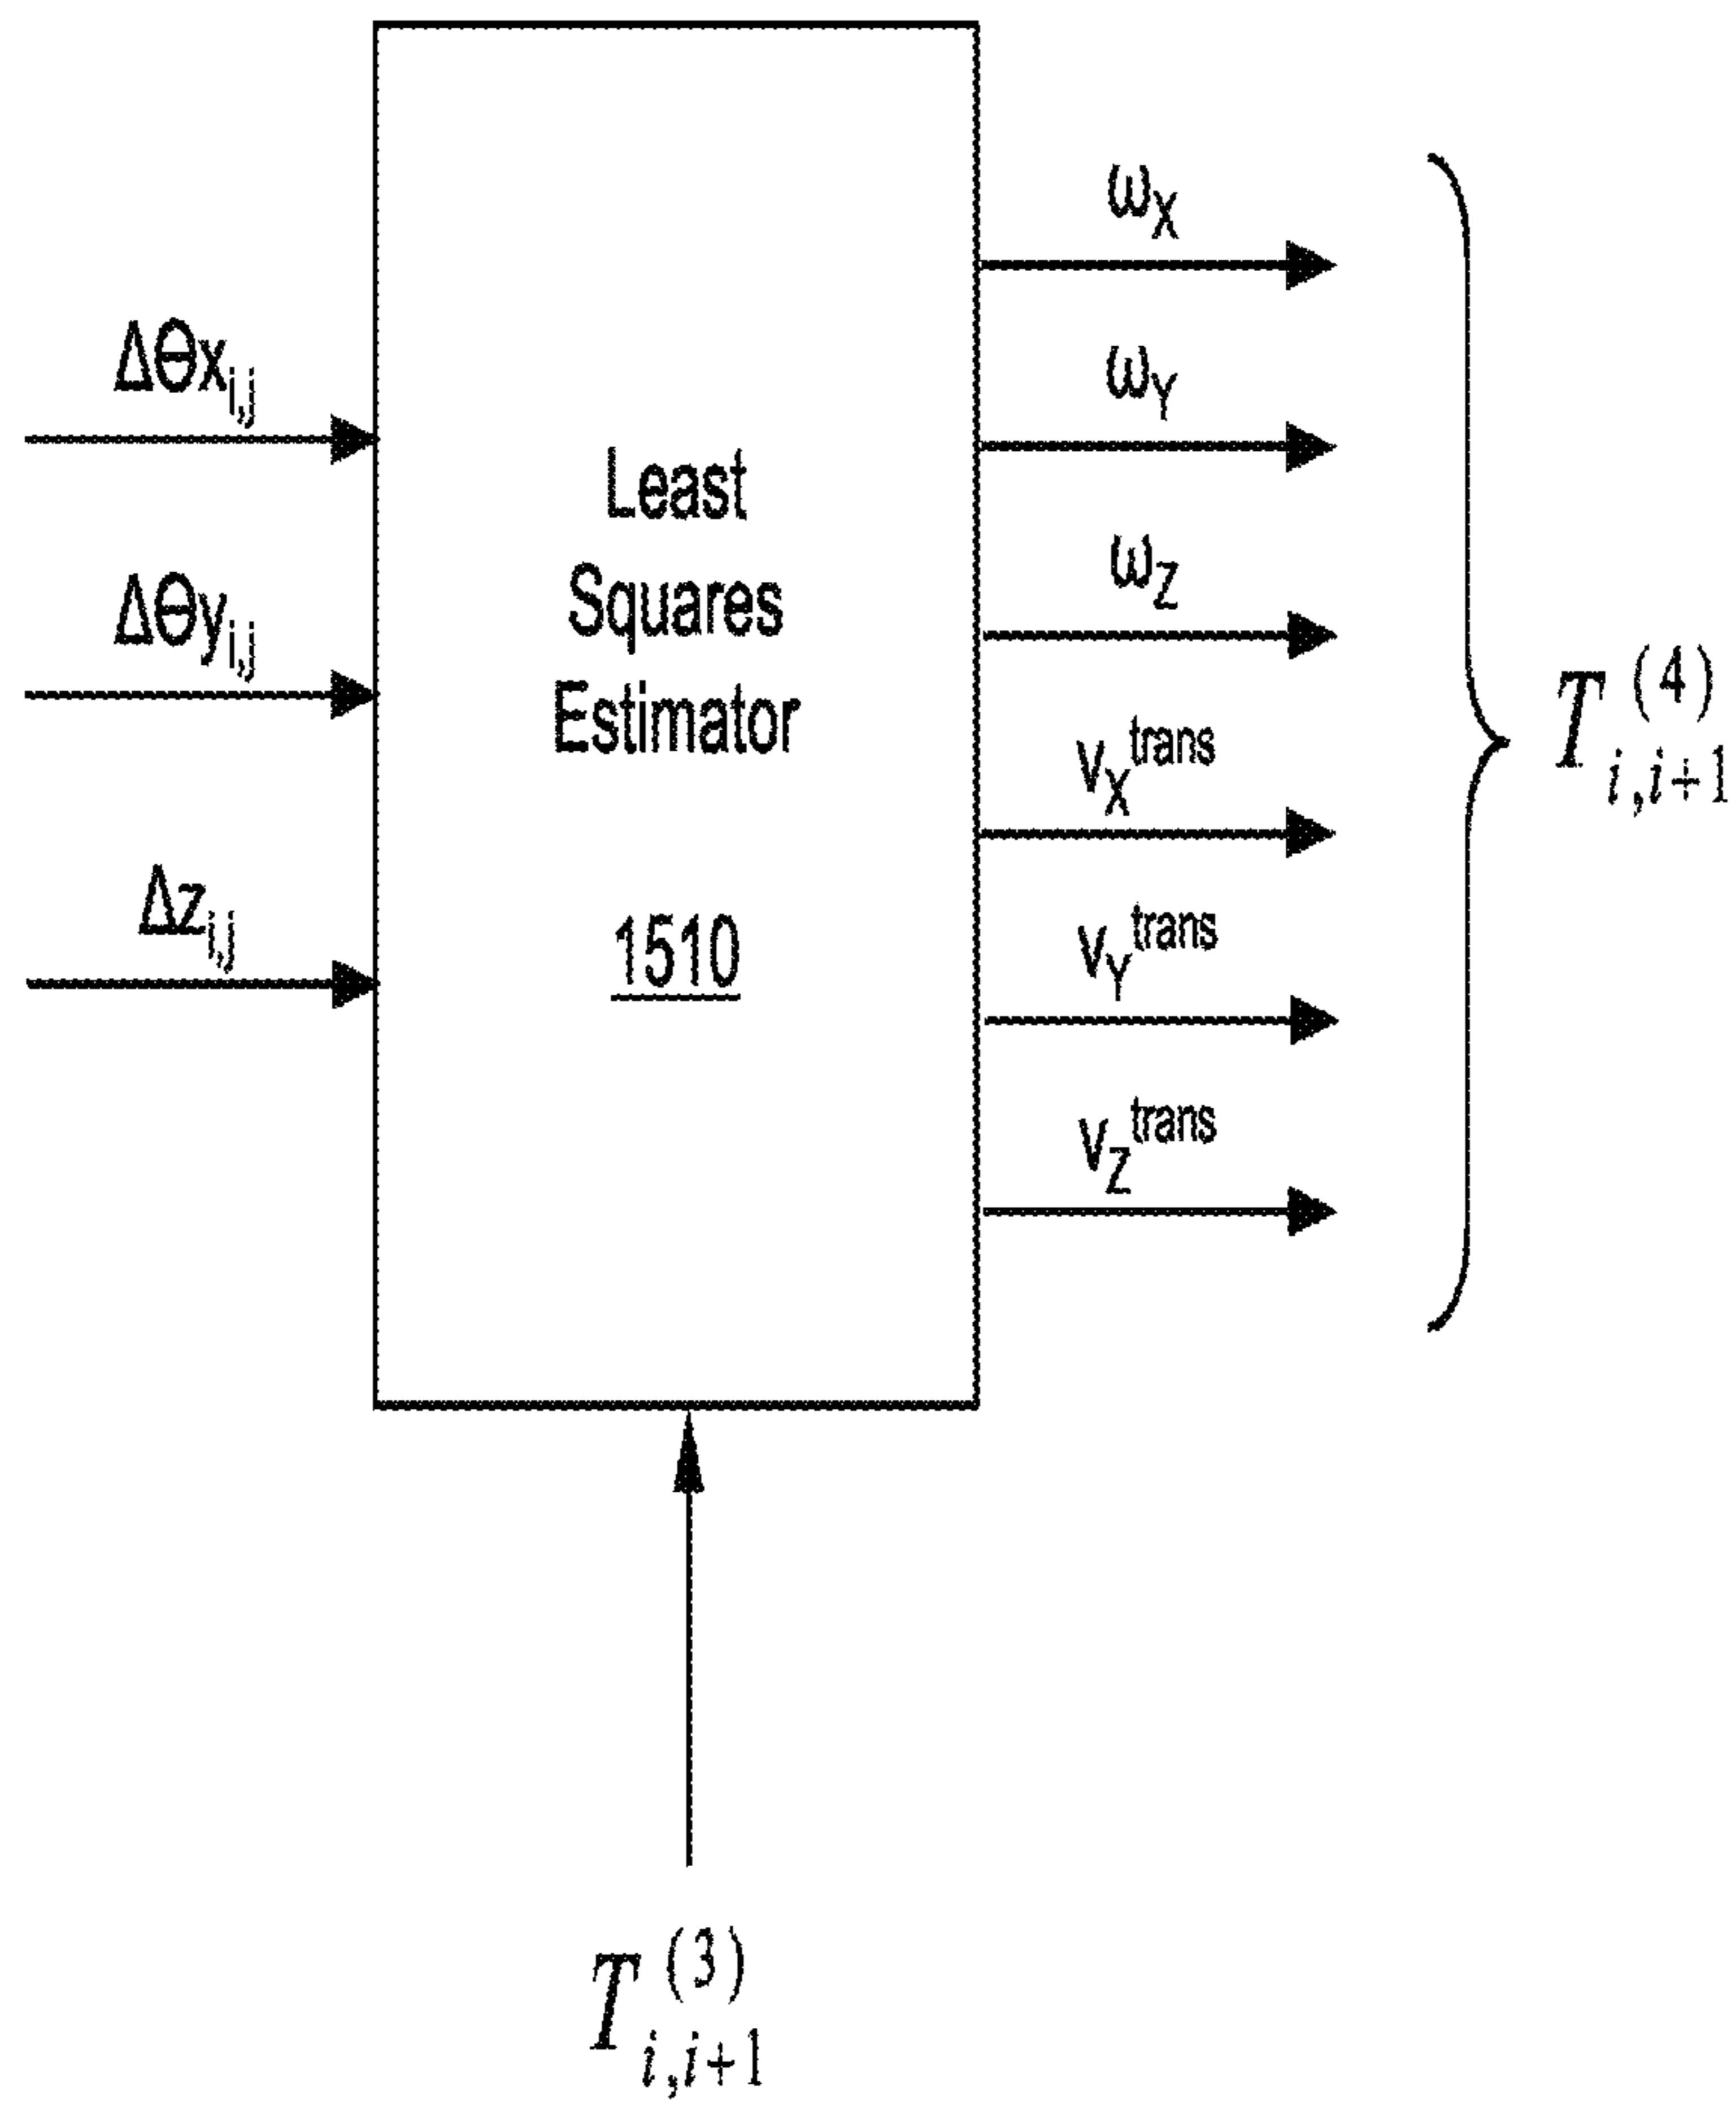 Δθx_{i,j}
Δθy_{i,j}
Δz_{i,j}
Least
Squares
Estimator
1510
ω_X
ω_Y
ω_Z
v_X^{trans}
v_Y^{trans}
v_Z^{trans}
T_{i,i+1}^{(4)}
T_{i,i+1}^{(3)}